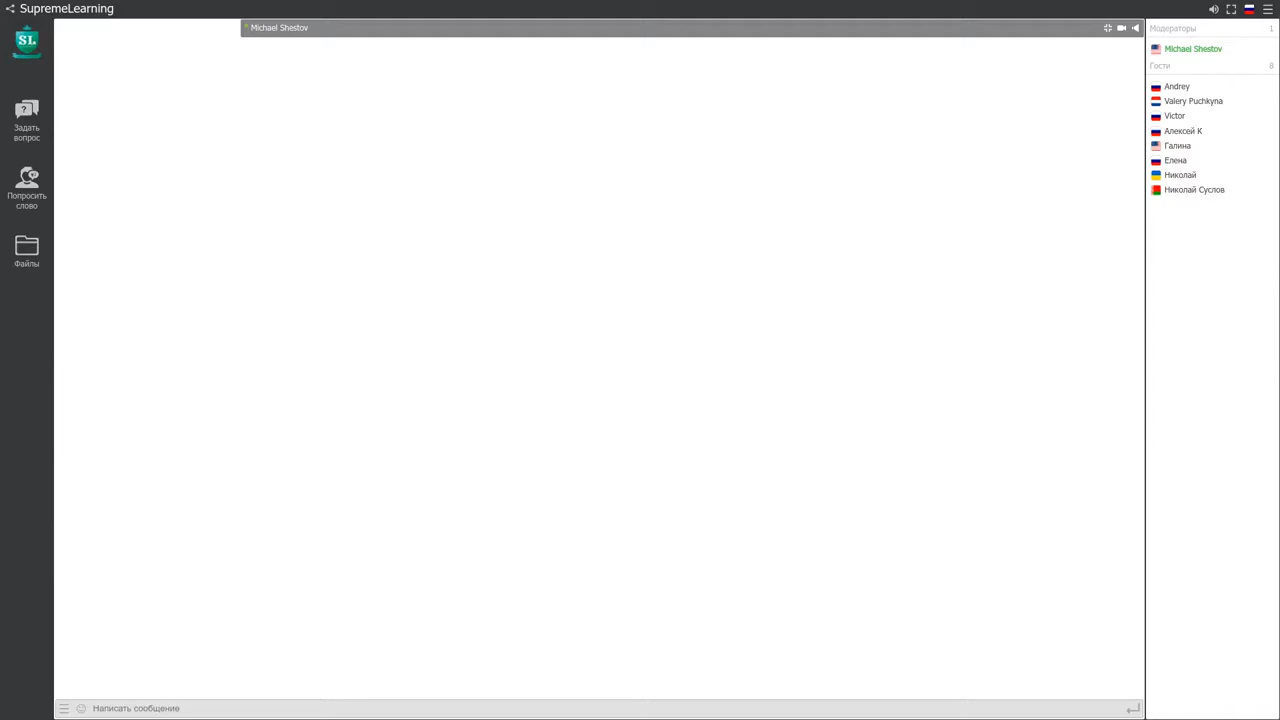 SupremeLearning
SL
Задать
вопрос
Попросить
слово
Файлы
Michael Shestov
Написать сообщение
Модераторы 1
Michael Shestov
Гости 8
Andrey
Valery Puchkyna
Victor
Алексей К
Галина
Елена
Николай
Николай Суслов